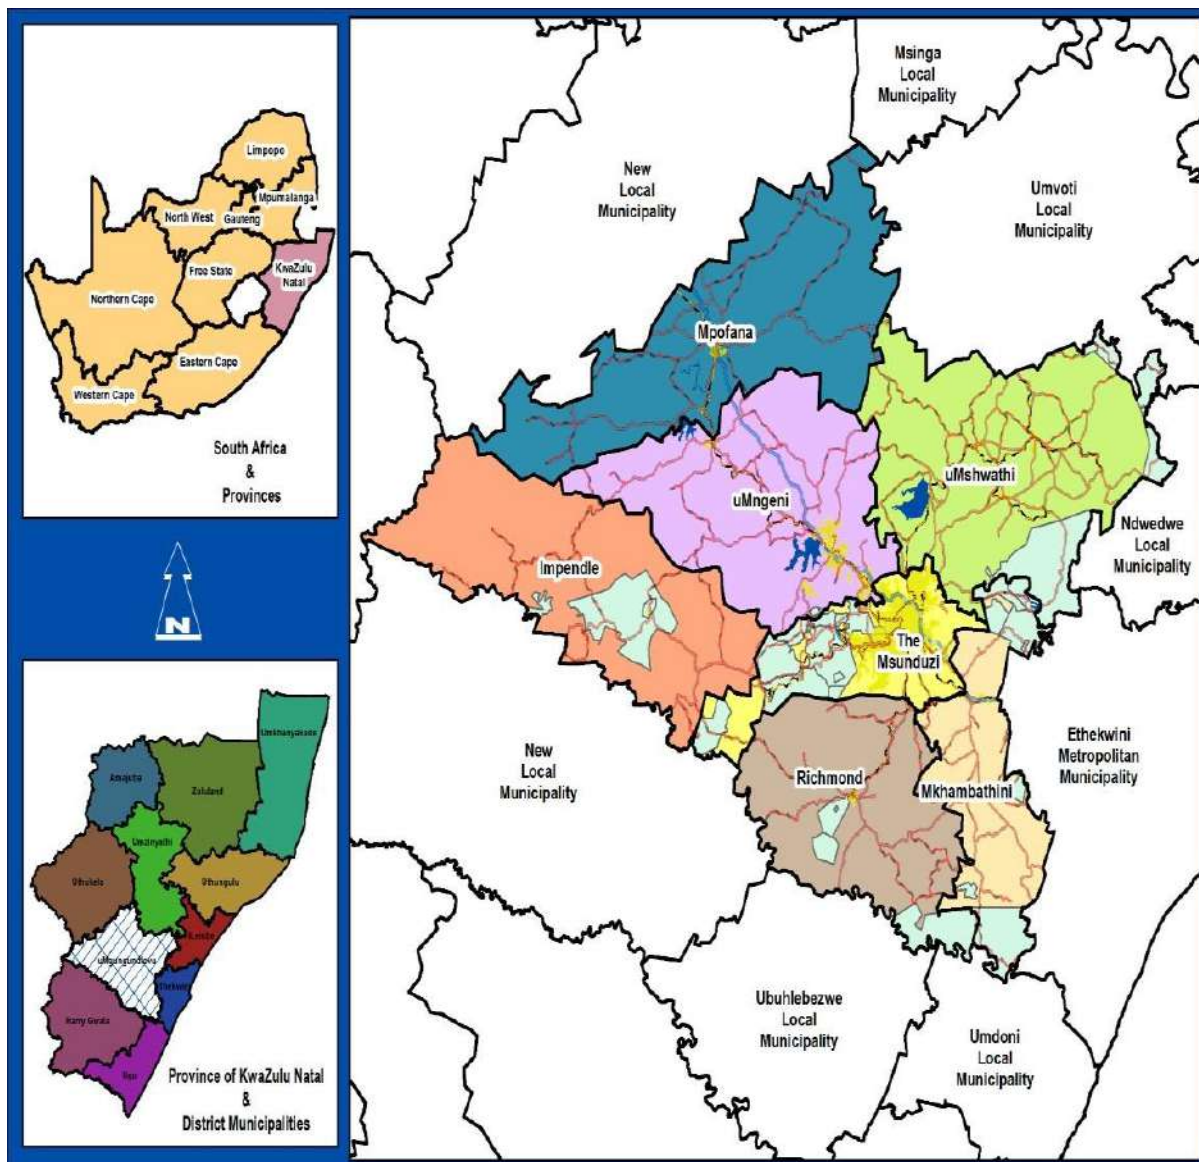 Limpopo
Mpumalanga
North West
Gauteng
Free State
KwaZulu
Natal
Northern Cape
Eastern Cape
Western Cape
South Africa
&
Provinces
N
Umkhanyakude
Amajuba
Zululand
Umzinyathi
Uthukela
Uthungulu
uMgungundlovu
Harry Gwala
Ugu
Province of KwaZulu Natal
&
District Municipalities
Msinga
Local
Municipality
New
Local
Municipality
Umvoti
Local
Municipality
Mpofana
uMshwathi
uMngeni
Ndwedwe
Local
Municipality
Impendle
The
Msunduzi
Ethekwini
Metropolitan
Municipality
New
Local
Municipality
Richmond
Mkhambathini
Ubuhlebezwe
Local
Municipality
Umdoni
Local
Municipality